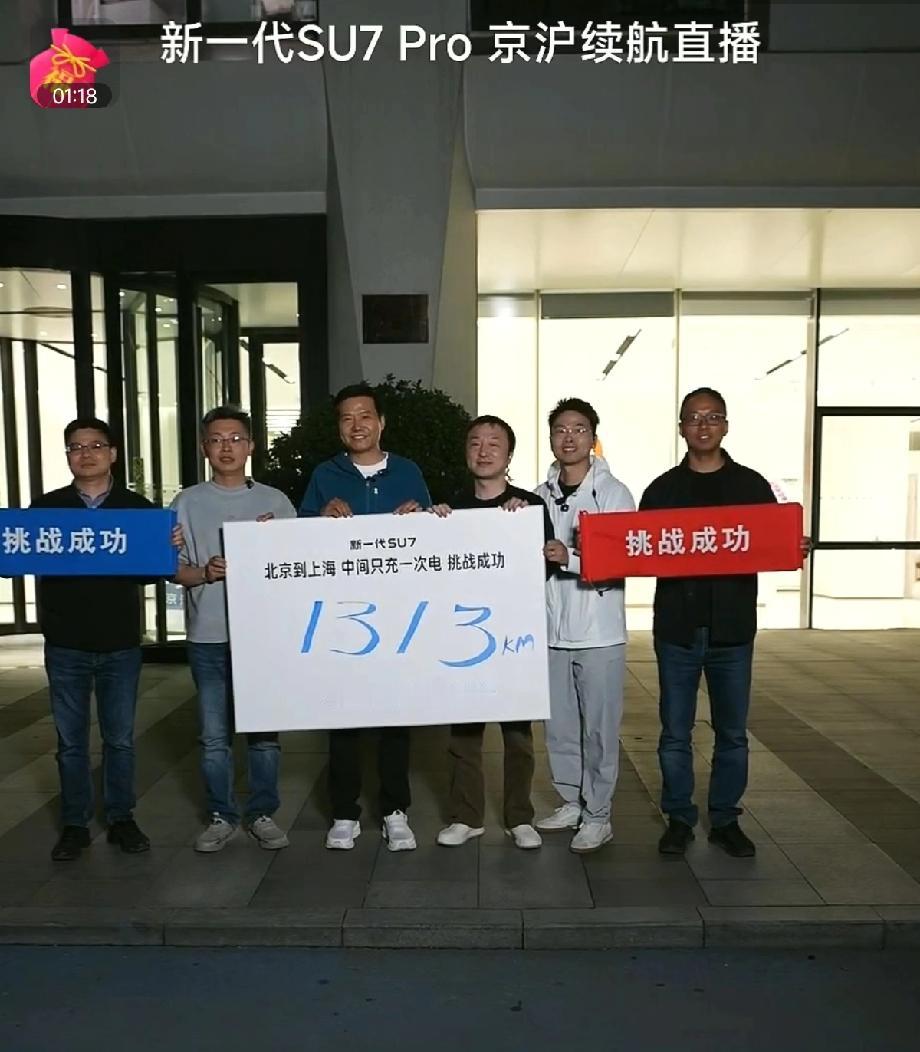 新一代SU7 Pro 京沪续航直播
01:18
挑战成功
新一代SU7
北京到上海 中间只充一次电 挑战成功
1313KM
挑战成功